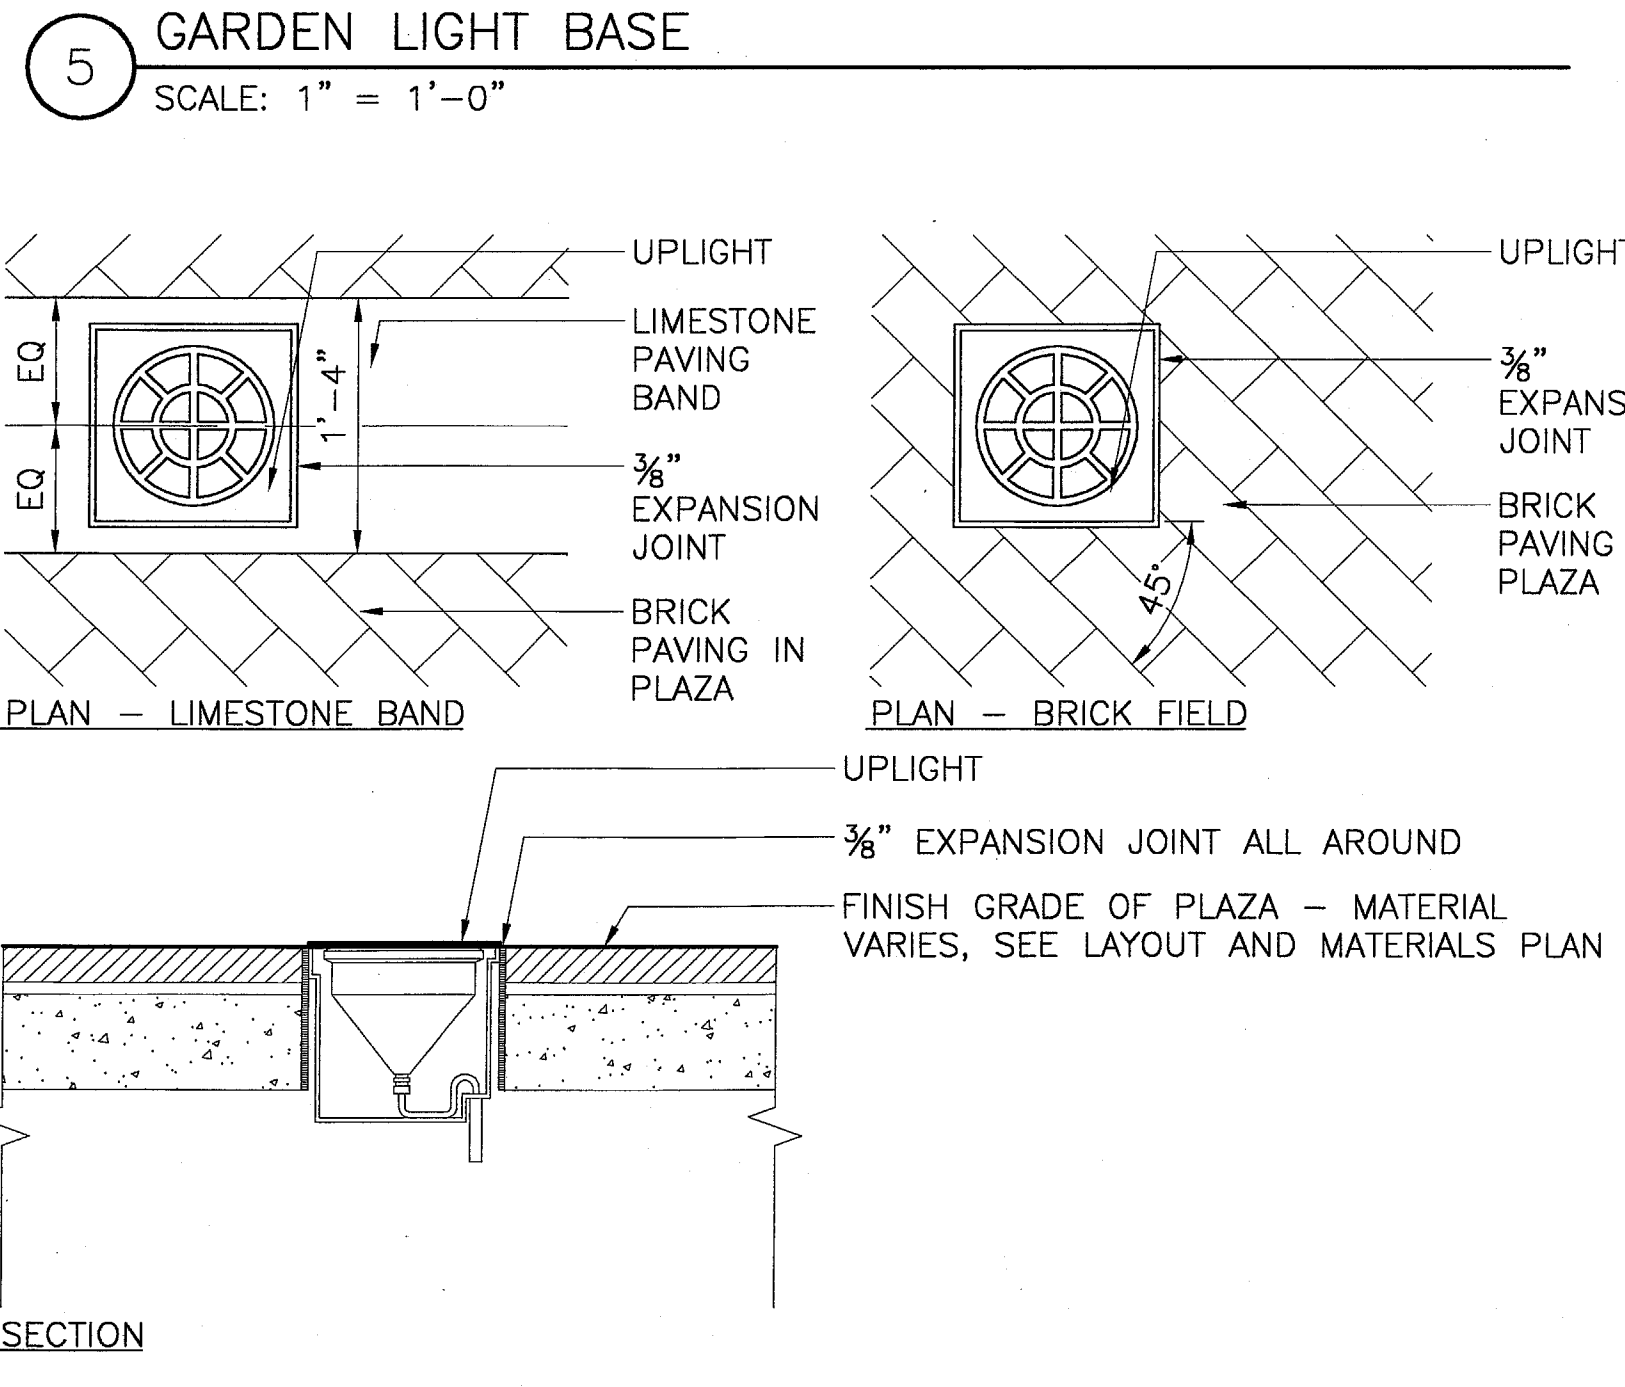 5
GARDEN LIGHT BASE
SCALE: 1" = 1'-0"
UPLIGHT
LIMESTONE
PAVING
BAND
EQ
EQ
1'-4"
3/8"
EXPANSION
JOINT
BRICK
PAVING IN
PLAZA
PLAN - LIMESTONE BAND
UPLIGHT
3/8"
EXPANS
JOINT
BRICK
PAVING
PLAZA
45°
PLAN - BRICK FIELD
UPLIGHT
3/8" EXPANSION JOINT ALL AROUND
FINISH GRADE OF PLAZA - MATERIAL
VARIES, SEE LAYOUT AND MATERIALS PLAN
SECTION